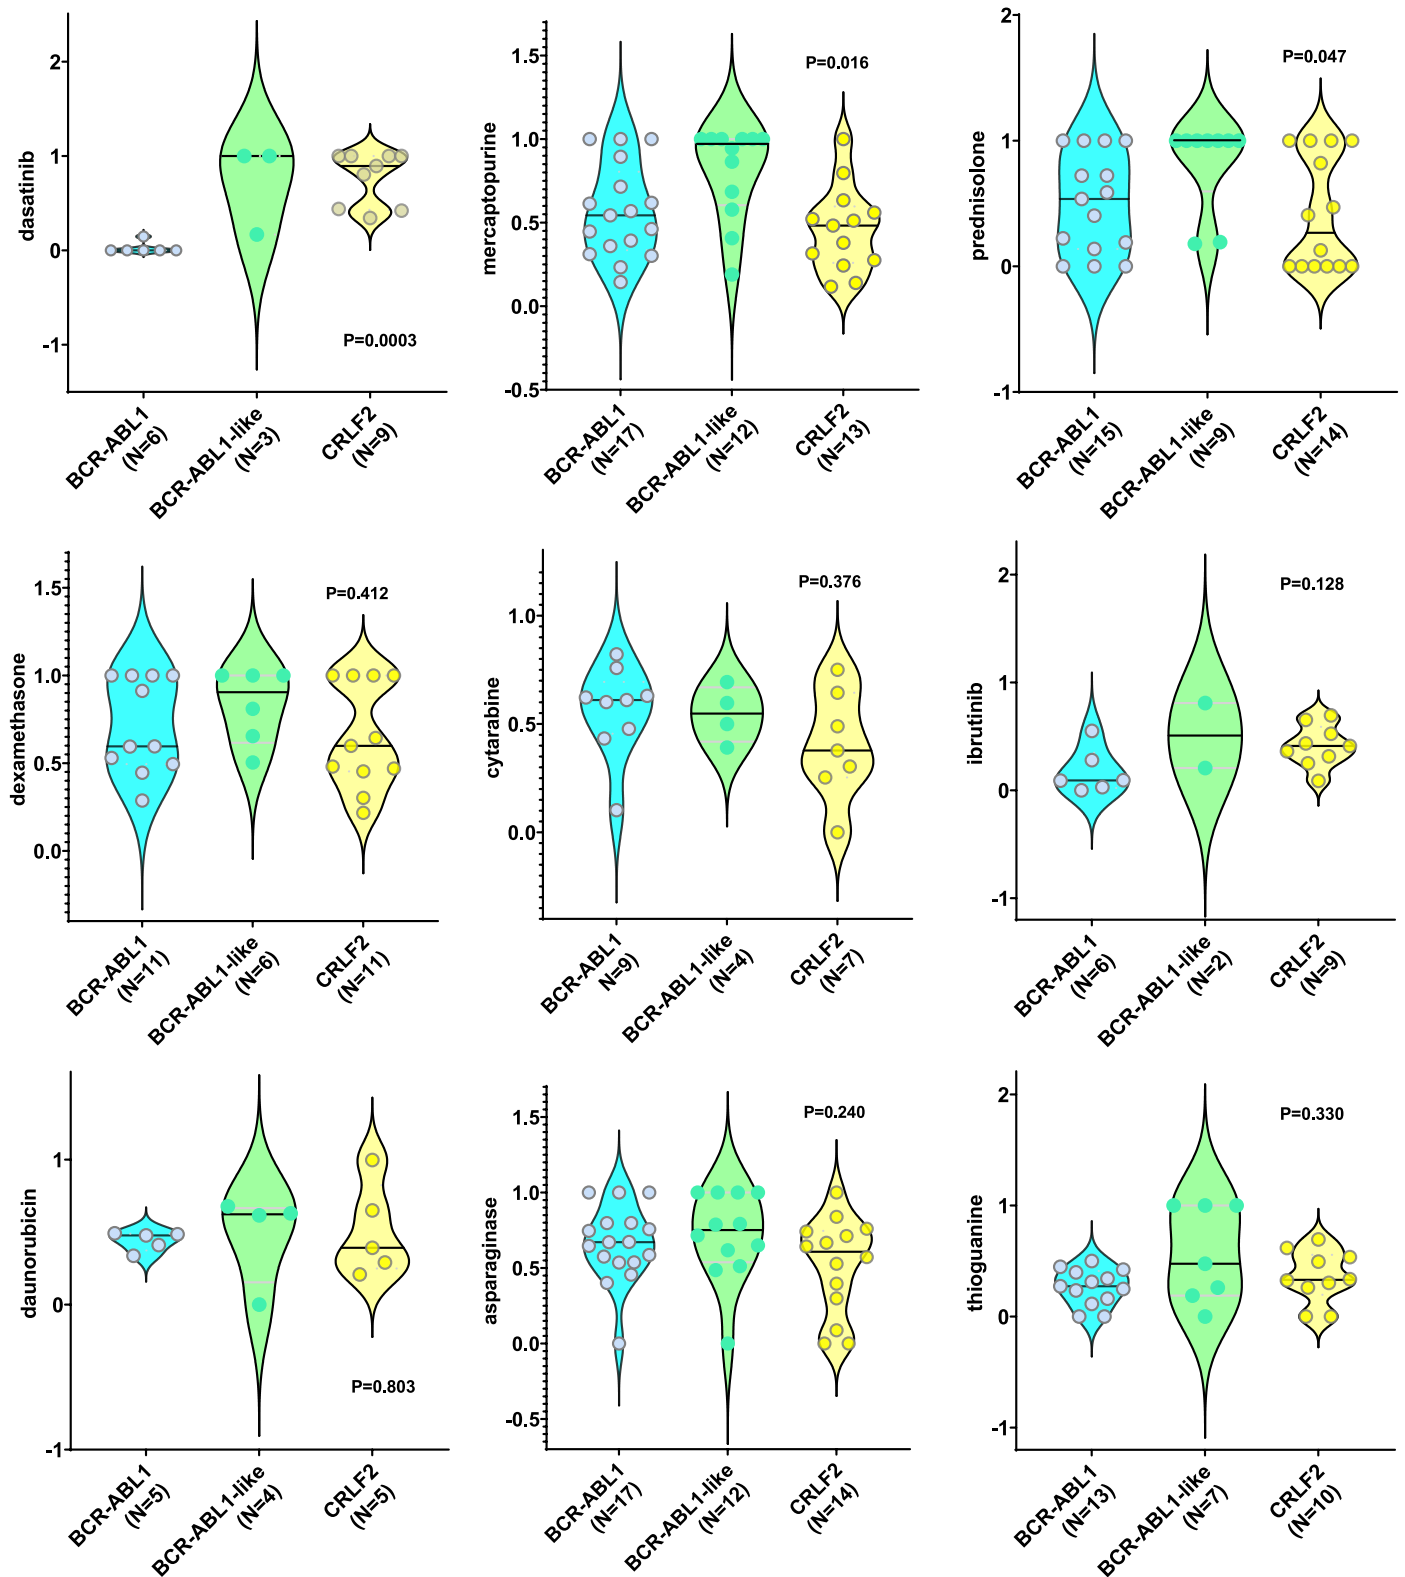 dasatinib
2
1
0
-1
P=0.0003
BCR-ABL1
(N=6)
BCR-ABL1-like
(N=3)
CRLF2
(N=9)
mercaptopurine
1.5
1.0
0.5
0.0
-0.5
P=0.016
BCR-ABL1
(N=17)
BCR-ABL1-like
(N=12)
CRLF2
(N=13)
prednisolone
2
1
0
-1
P=0.047
BCR-ABL1
(N=15)
BCR-ABL1-like
(N=9)
CRLF2
(N=14)
dexamethasone
1.5
1.0
0.5
0.0
P=0.412
BCR-ABL1
(N=11)
BCR-ABL1-like
(N=6)
CRLF2
(N=11)
cytarabine
1.0
0.5
0.0
P=0.376
BCR-ABL1
N=9)
BCR-ABL1-like
(N=4)
CRLF2
(N=7)
ibrutinib
2
1
0
-1
P=0.128
BCR-ABL1
(N=6)
BCR-ABL1-like
(N=2)
CRLF2
(N=9)
daunorubicin
1
0
-1
P=0.803
BCR-ABL1
(N=5)
BCR-ABL1-like
(N=4)
CRLF2
(N=5)
asparaginase
1.5
1.0
0.5
0.0
-0.5
P=0.240
BCR-ABL1
(N=17)
BCR-ABL1-like
(N=12)
CRLF2
(N=14)
thioguanine
2
1
0
-1
P=0.330
BCR-ABL1
(N=13)
BCR-ABL1-like
(N=7)
CRLF2
(N=10)